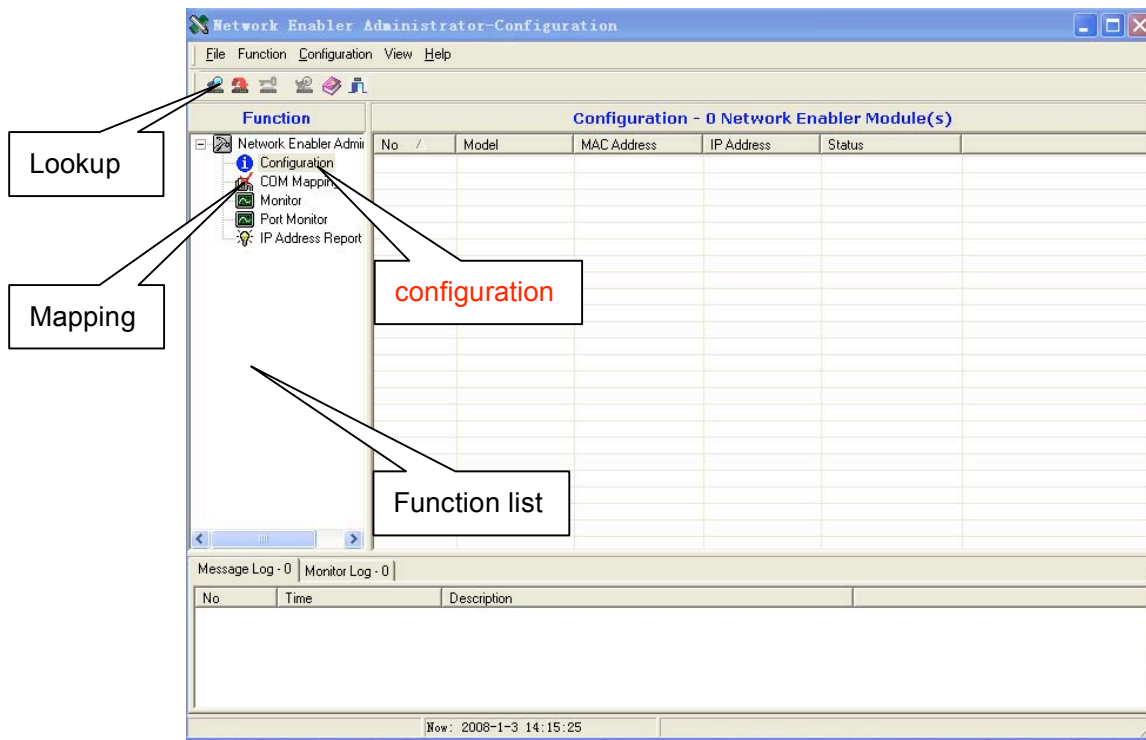 Network Enabler Administrator-Configuration
File Function Configuration View Help
Function
Configuration - 0 Network Enabler Module(s)
Lookup
Network Enabler Admi
No Model MAC Address IP Address Status
Configuration
COM Mapping
Monitor
Port Monitor
IP Address Report
configuration
Mapping
Function list
Message Log - 0 Monitor Log - 0
No Time Description
Now: 2008-1-3 14:15:25